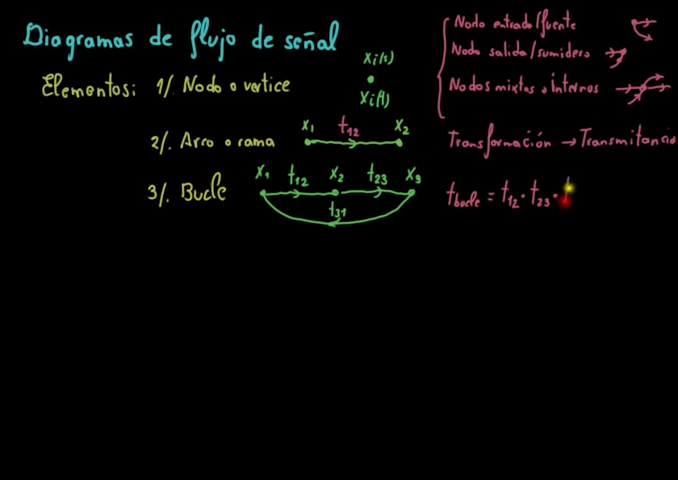 Diagramas de flujo de señal
Elementos: 1/. Nodo o vertice
xi(s)
xi(t)
Nodo entrada/fuente
Nodo salida/sumidero
Nodos mixtos o internos
2/. Arco o rama
x1 t12 x2
Transformación → Transmitancia
3/. Bucle
x1 t12 x2 t23 x3
t31
tbucle = t12 · t23 ·